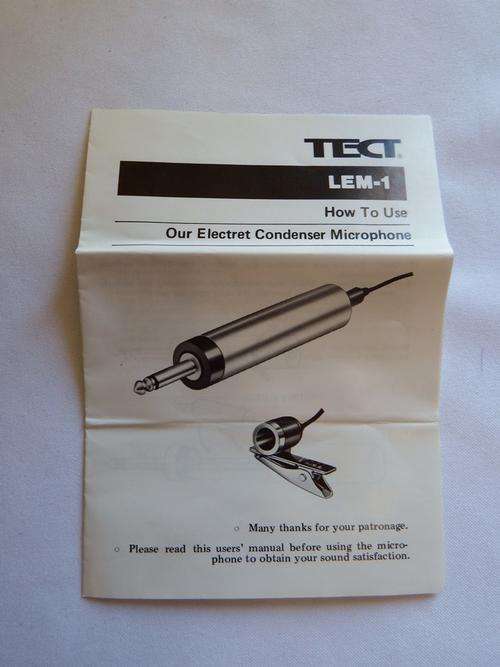 TECT
LEM-1
How To Use
Our Electret Condenser Microphone
○ Many thanks for your patronage.
○ Please read this users' manual before using the micro-
phone to obtain your sound satisfaction.